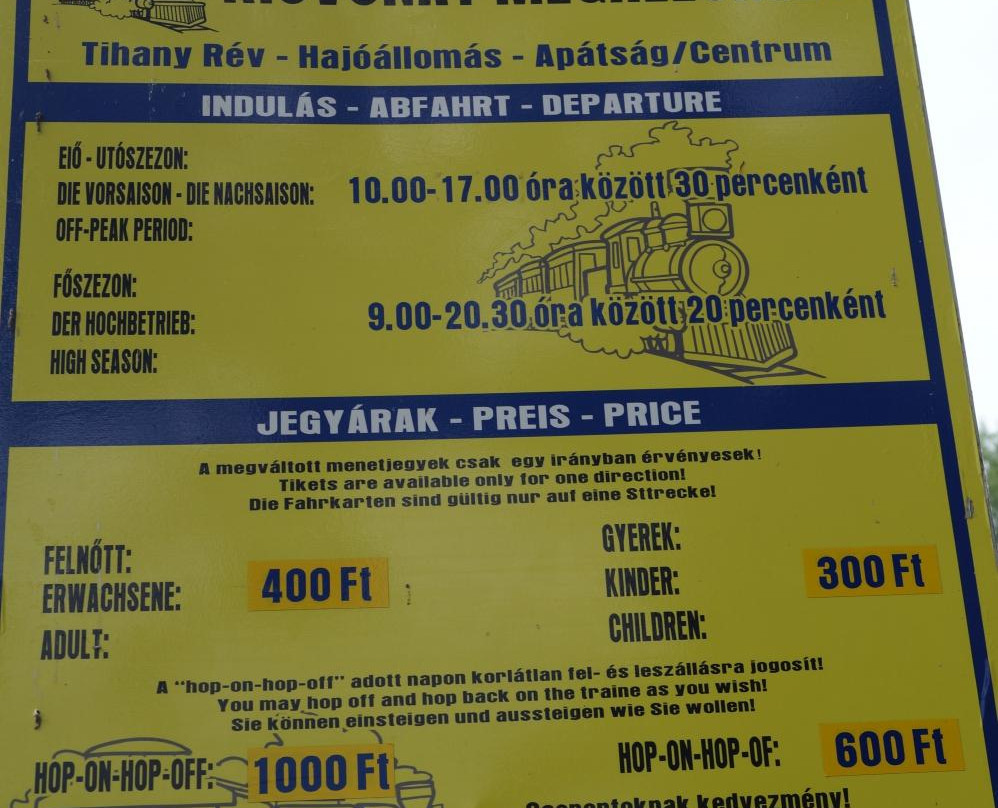 Tihany Rév - Hajóállomás - Apátság/Centrum
INDULÁS - ABFAHRT - DEPARTURE
EIŐ - UTÓSZEZON:
DIE VORSAISON - DIE NACHSAISON: 10.00-17.00 óra között 30 percenként
OFF-PEAK PERIOD:
FŐSZEZON:
DER HOCHBETRIEB: 9.00-20.30 óra között 20 percenként
HIGH SEASON:
JEGYÁRAK - PREIS - PRICE
A megváltott menetjegyek csak egy irányban érvényesek!
Tikets are available only for one direction!
Die Fahrkarten sind gültig nur auf eine Sttrecke!
FELNŐTT:
ERWACHSENE: 400 Ft
ADULT:
GYEREK:
KINDER: 300 Ft
CHILDREN:
A "hop-on-hop-off" adott napon korlátlan fel- és leszállásra jogosít!
You may hop off and hop back on the traine as you wish!
Sie können einsteigen und aussteigen wie Sie wollen!
HOP-ON-HOP-OFF: 1000 Ft
HOP-ON-HOP-OF: 600 Ft
Csoportoknak kedvezmény!